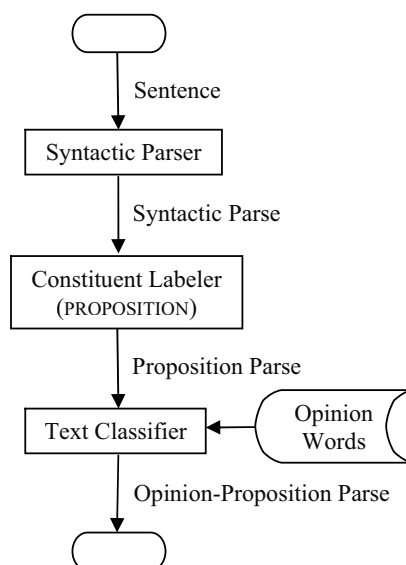 Sentence
Syntactic Parser
Syntactic Parse
Constituent Labeler
(PROPOSITION)
Proposition Parse
Text Classifier
Opinion
Words
Opinion-Proposition Parse